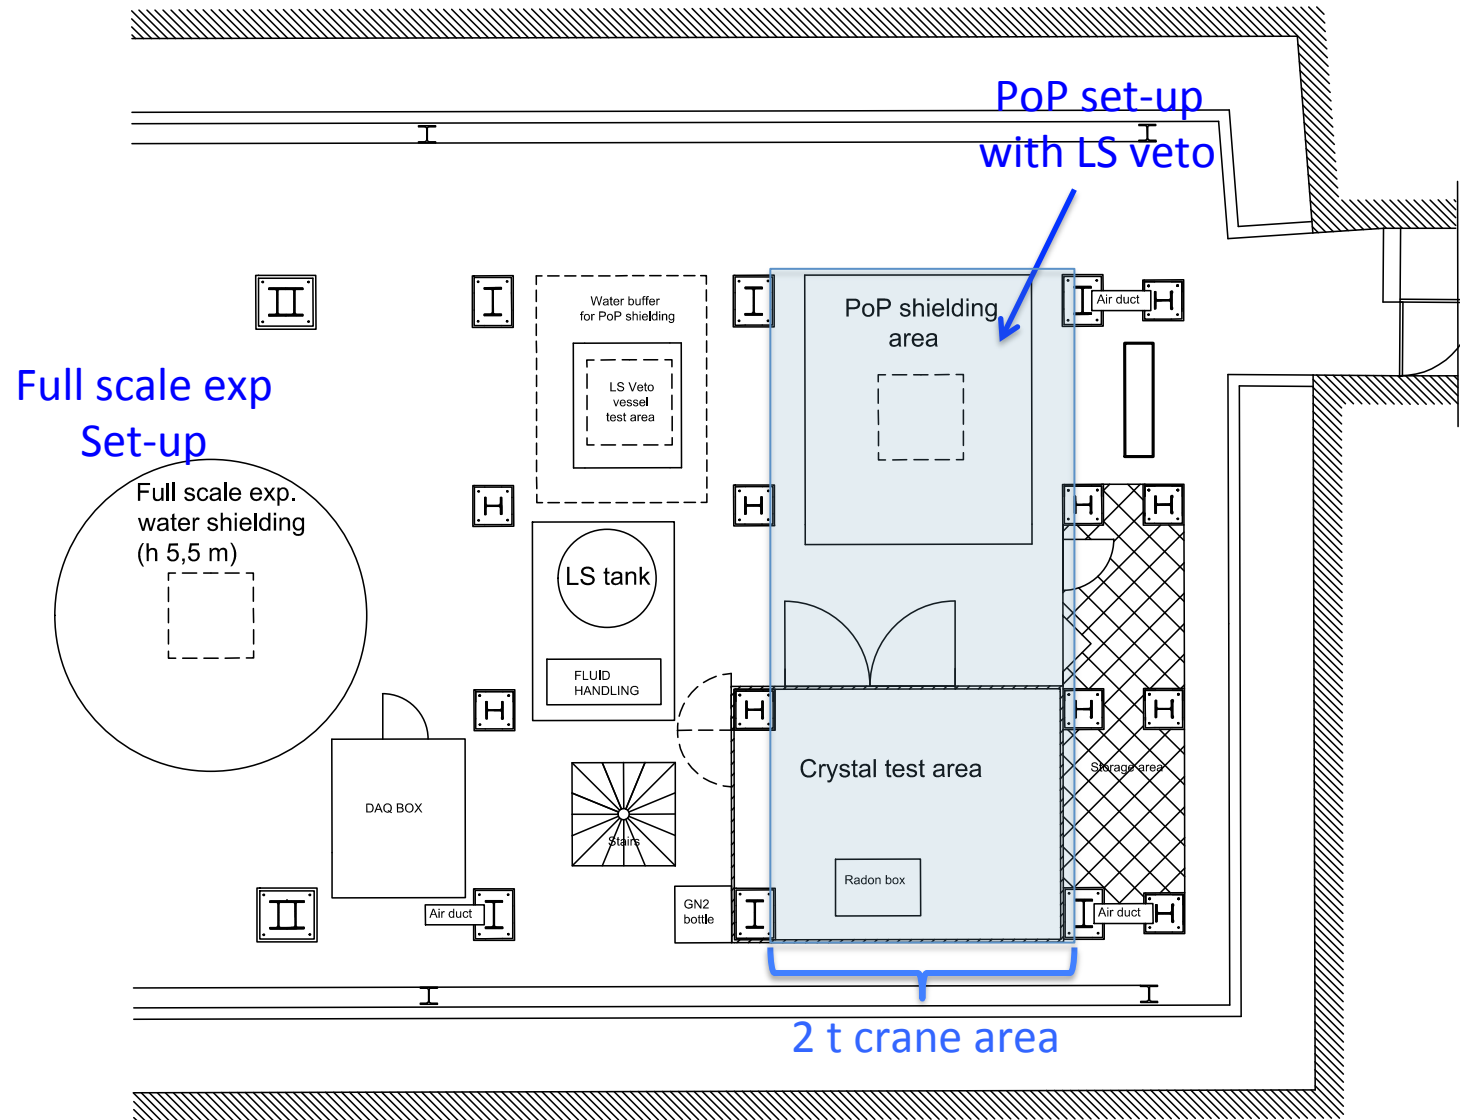 PoP set-up
with LS veto
Water buffer
for PoP shielding
PoP shielding
area
Air duct
Full scale exp
Set-up
LS Veto
vessel
test area
Full scale exp.
water shielding
(h 5,5 m)
LS tank
FLUID
HANDLING
Crystal test area
Storage area
DAQ BOX
Stairs
Radon box
GN2
bottle
Air duct
Air duct
2 t crane area